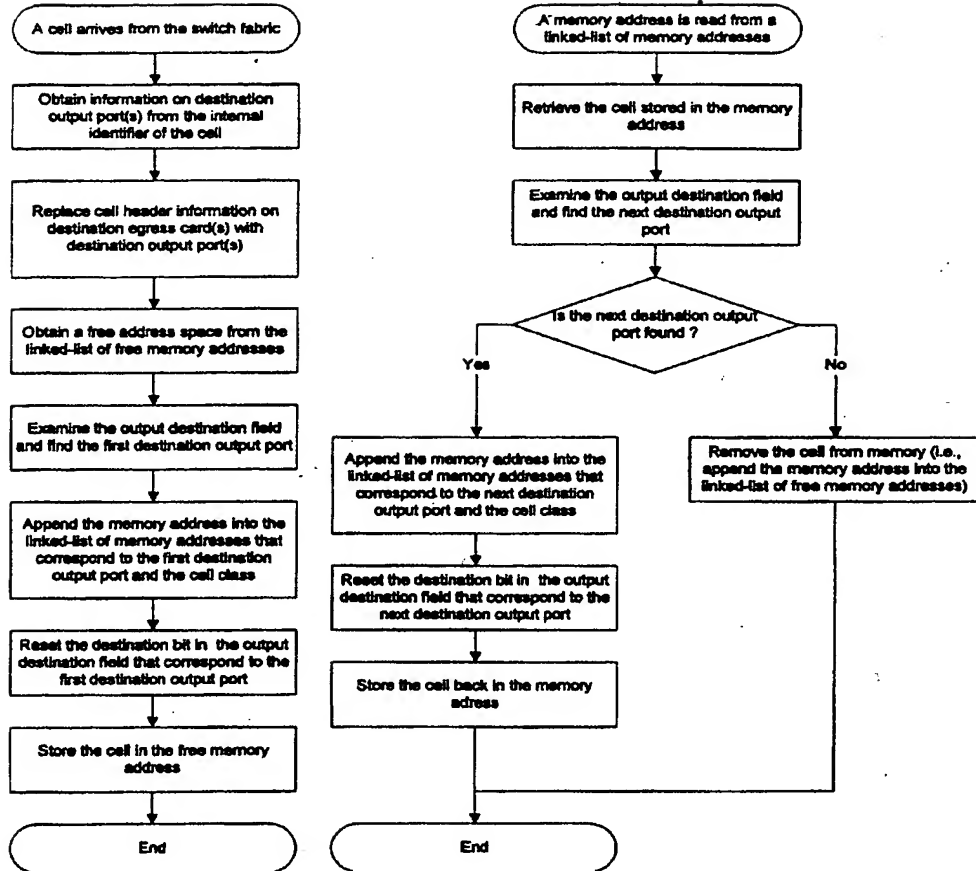 A cell arrives from the switch fabric
Obtain information on destination
output port(s) from the internal
identifier of the cell
Replace cell header information on
destination egress card(s) with
destination output port(s)
Obtain a free address space from the
linked-list of free memory addresses
Examine the output destination field
and find the first destination output port
Append the memory address into the
linked-list of memory addresses that
correspond to the first destination
output port and the cell class
Reset the destination bit in the output
destination field that correspond to the
first destination output port
Store the cell in the free memory
address
End
A memory address is read from a
linked-list of memory addresses
Retrieve the cell stored in the memory
address
Examine the output destination field
and find the next destination output
port
Is the next destination output
port found ?
Yes
No
Append the memory address into the
linked-list of memory addresses that
correspond to the next destination
output port and the cell class
Reset the destination bit in the output
destination field that correspond to the
next destination output port
Store the cell back in the memory
adress
End
Remove the cell from memory (i.e.,
append the memory address into the
linked-list of free memory addresses)